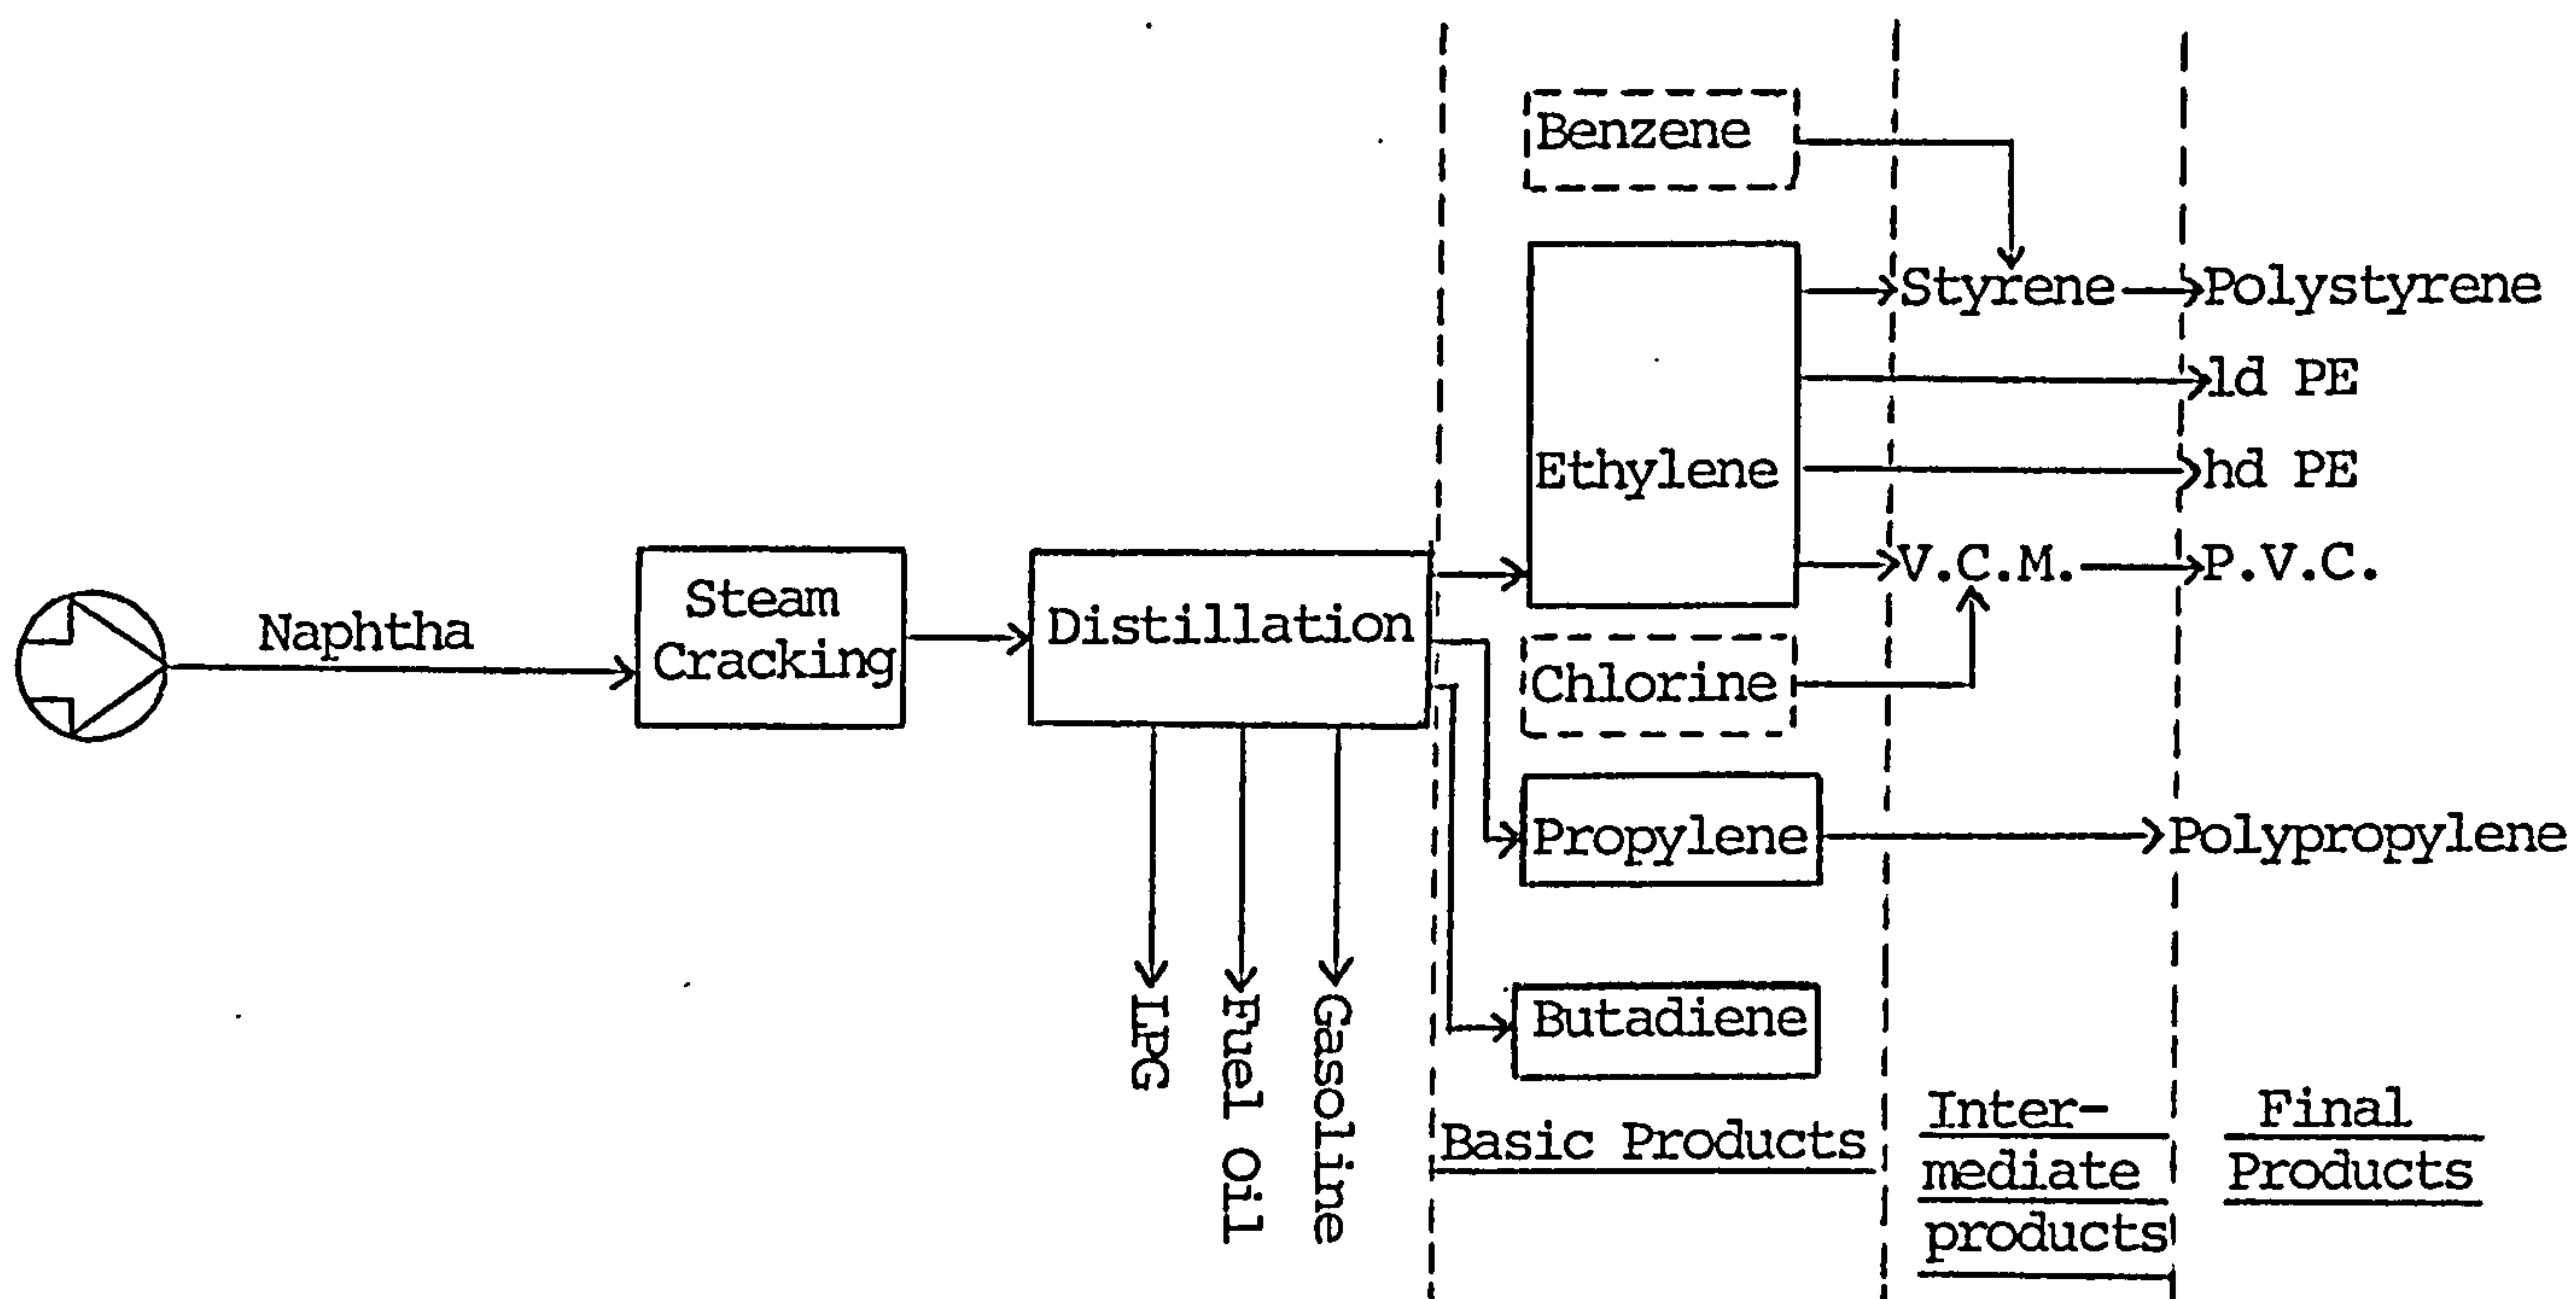 Benzene
Styrene
Polystyrene
ld PE
Ethylene
hd PE
V.C.M.
P.V.C.
Naphtha
Steam
Cracking
Distillation
Chlorine
Propylene
Polypropylene
Butadiene
LPG
Fuel Oil
Gasoline
Basic Products
Inter-
mediate
products
Final
Products